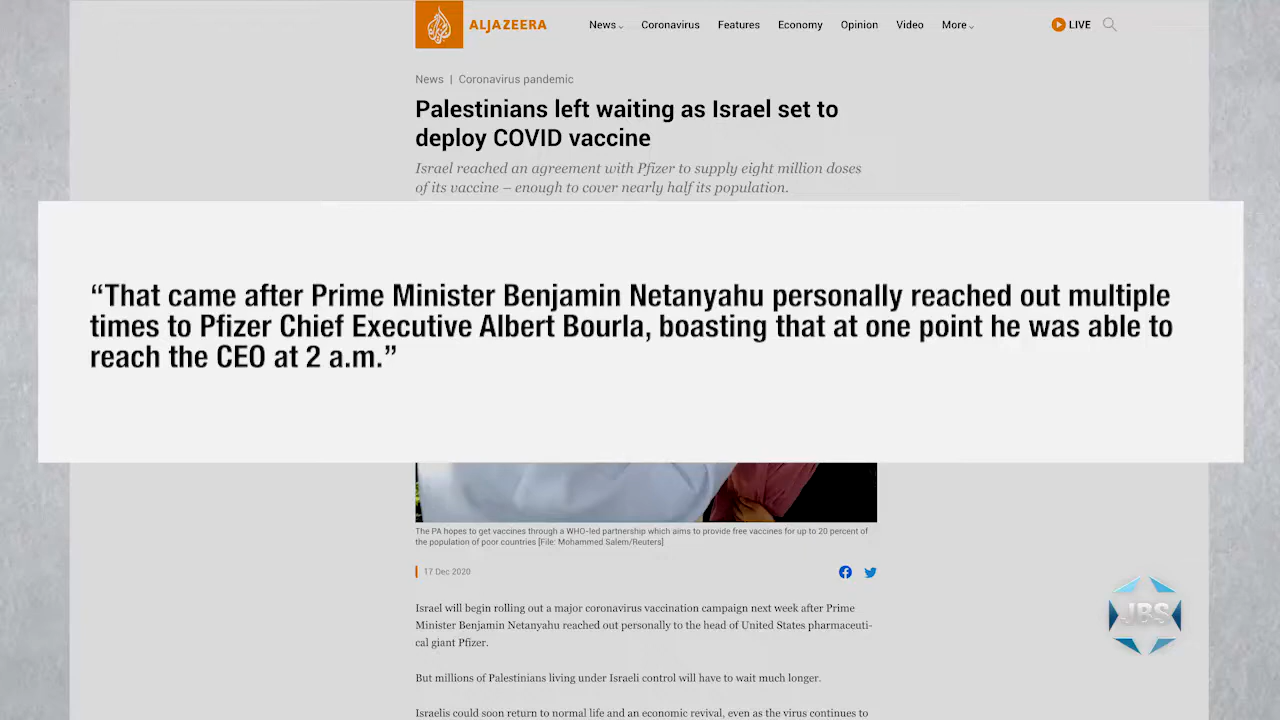 ALJAZEERA News Coronavirus Features Economy Opinion Video More LIVE
News | Coronavirus pandemic
Palestinians left waiting as Israel set to
deploy COVID vaccine
Israel reached an agreement with Pfizer to supply eight million doses
of its vaccine – enough to cover nearly half its population.
“That came after Prime Minister Benjamin Netanyahu personally reached out multiple
times to Pfizer Chief Executive Albert Bourla, boasting that at one point he was able to
reach the CEO at 2 a.m.”
The PA hopes to get vaccines through a WHO-led partnership which aims to provide free vaccines for up to 20 percent of
the population of poor countries [File: Mohammed Salem/Reuters]
17 Dec 2020
JBS
Israel will begin rolling out a major coronavirus vaccination campaign next week after Prime
Minister Benjamin Netanyahu reached out personally to the head of United States pharmaceuti-
cal giant Pfizer.
But millions of Palestinians living under Israeli control will have to wait much longer.
Israelis could soon return to normal life and an economic revival, even as the virus continues to